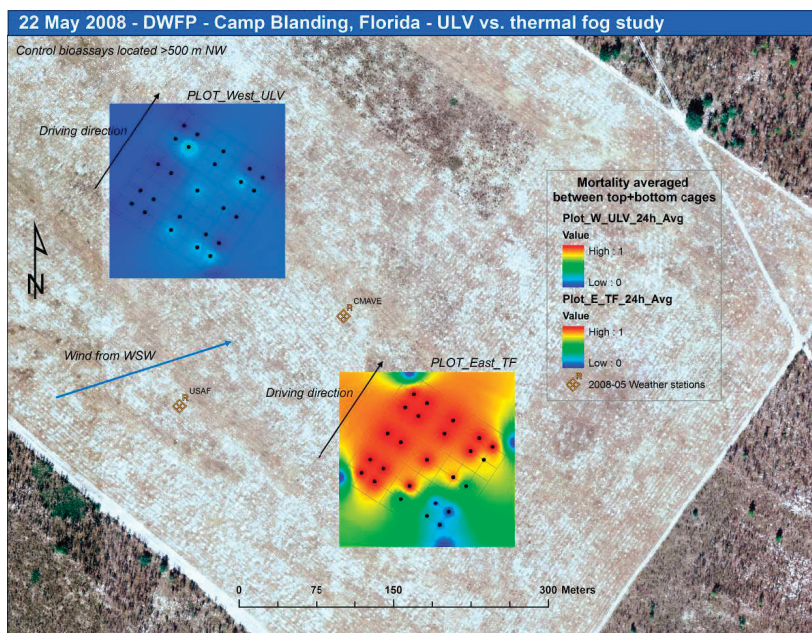 22 May 2008 - DWFP - Camp Blanding, Florida - ULV vs. thermal fog study
Control bioassays located >500 m NW
PLOT_West_ULV
Driving direction
N
Mortality averaged
between top+bottom cages
Plot_W_ULV_24h_Avg
Value
High : 1
Low : 0
Plot_E_TF_24h_Avg
Value
High : 1
Low : 0
R
2008-05 Weather stations
R
CMAVE
Wind from WSW
R
USAF
PLOT_East_TF
Driving direction
0 75 150 300 Meters